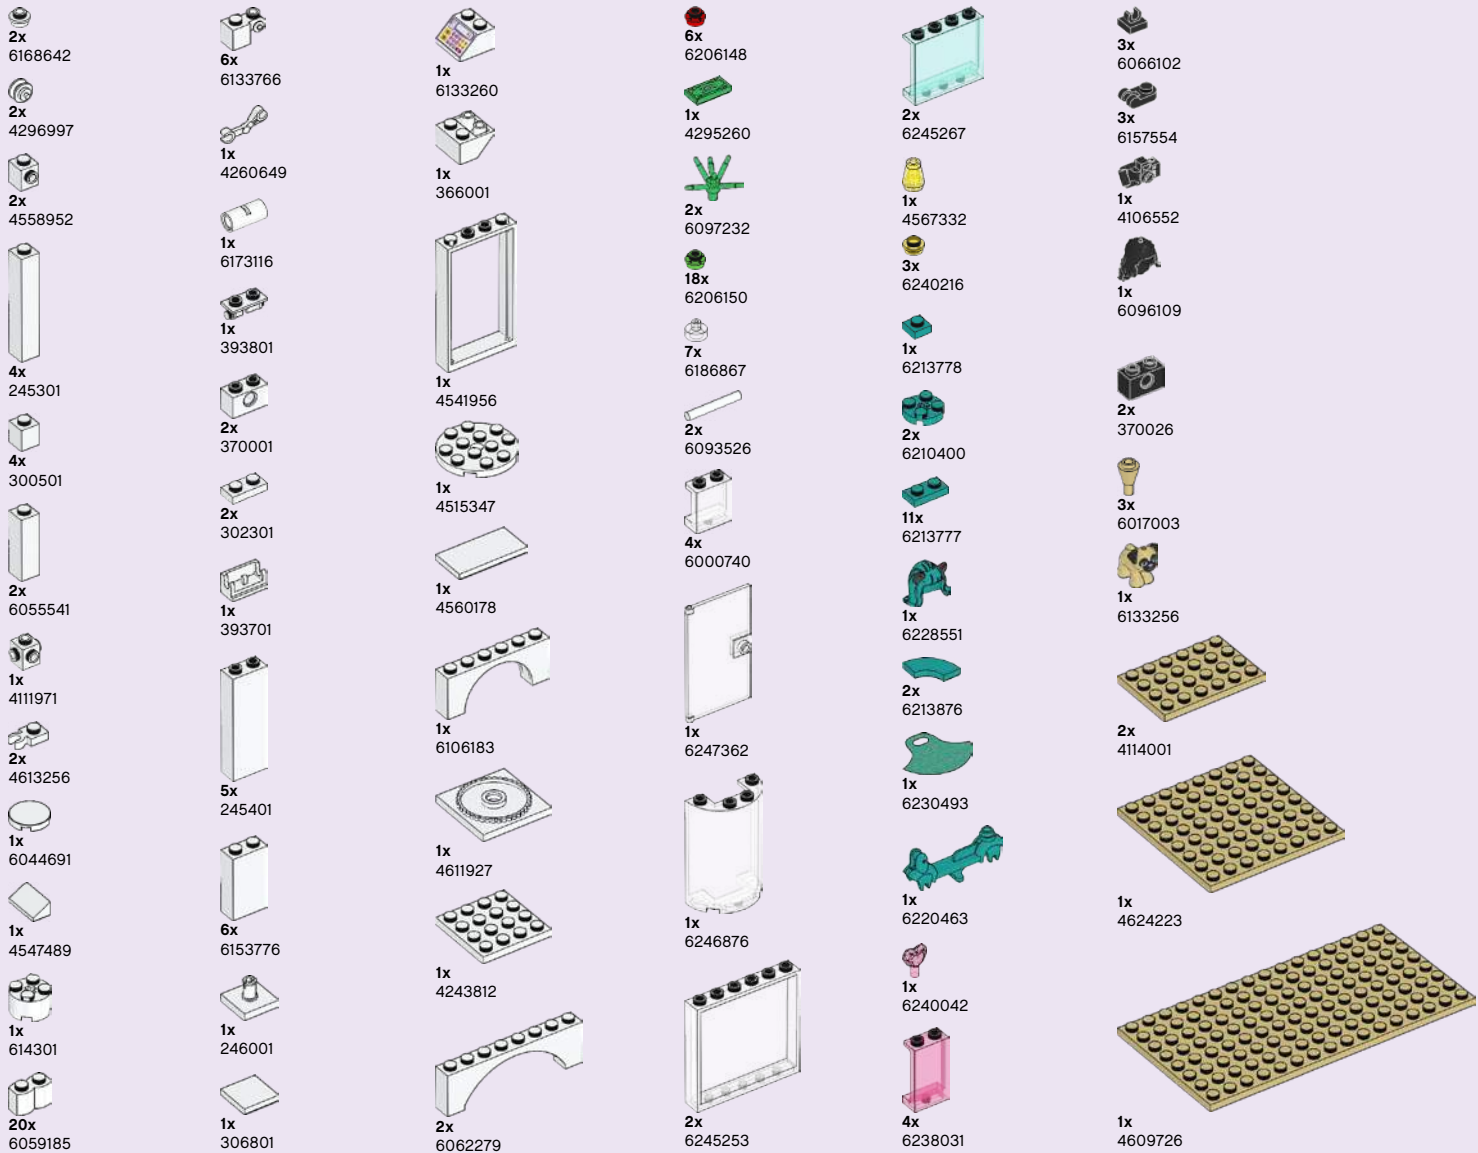 2x
6168642
2x
4296997
2x
4558952
4x
245301
4x
300501
2x
6055541
1x
4111971
2x
4613256
1x
6044691
1x
4547489
1x
614301
20x
6059185
6x
6133766
1x
4260649
1x
6173116
1x
393801
2x
370001
2x
302301
1x
393701
5x
245401
6x
6153776
1x
246001
1x
306801
1x
6133260
1x
366001
1x
4541956
1x
4515347
1x
4560178
1x
6106183
1x
4611927
1x
4243812
2x
6062279
6x
6206148
1x
4295260
2x
6097232
18x
6206150
7x
6186867
2x
6093526
4x
6000740
1x
6247362
1x
6246876
2x
6245253
2x
6245267
1x
4567332
3x
6240216
1x
6213778
2x
6210400
11x
6213777
1x
6228551
2x
6213876
1x
6230493
1x
6220463
1x
6240042
4x
6238031
3x
6066102
3x
6157554
1x
4106552
1x
6096109
2x
370026
3x
6017003
1x
6133256
2x
4114001
1x
4624223
1x
4609726